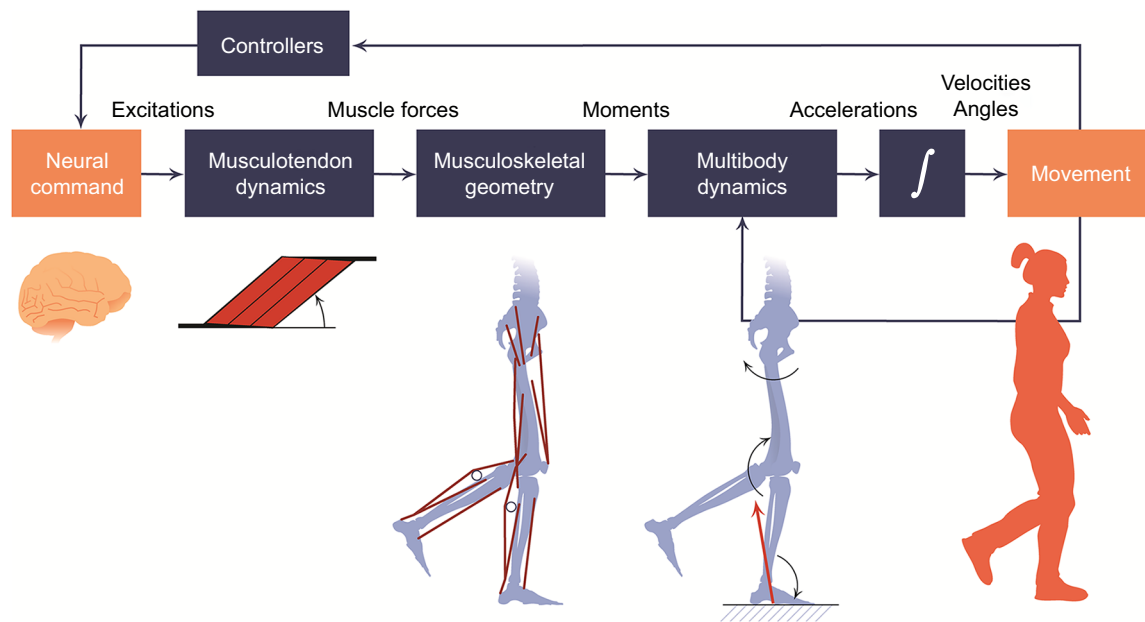 Controllers
Excitations
Muscle forces
Moments
Accelerations
Velocities
Angles
Neural
command
Musculotendon
dynamics
Musculoskeletal
geometry
Multibody
dynamics
∫
Movement